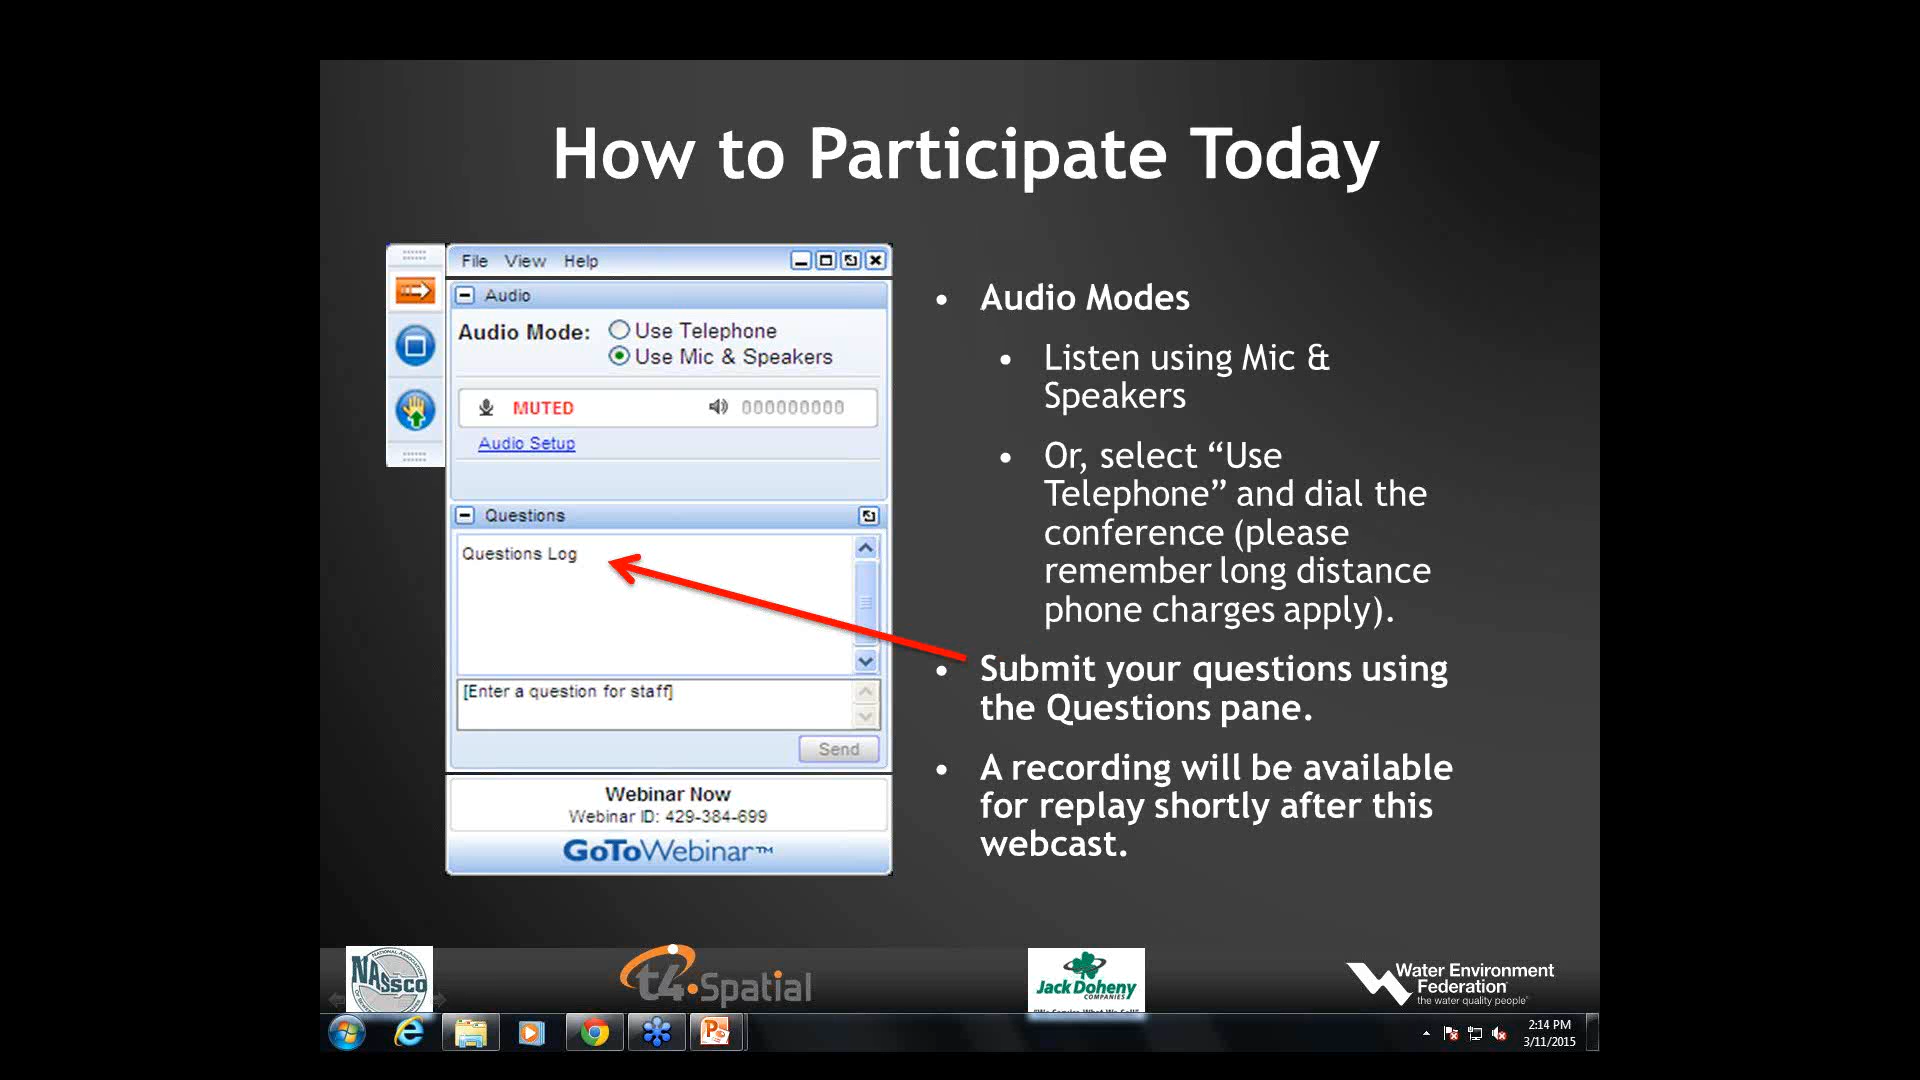 How to Participate Today
File View Help
Audio
Audio Mode: Use Telephone
Use Mic & Speakers
MUTED 000000000
Audio Setup
Questions
Questions Log
[Enter a question for staff]
Send
Webinar Now
Webinar ID: 429-384-699
GoToWebinar™
• Audio Modes
• Listen using Mic &
Speakers
• Or, select “Use
Telephone” and dial the
conference (please
remember long distance
phone charges apply).
• Submit your questions using
the Questions pane.
• A recording will be available
for replay shortly after this
webcast.
NASSCO
t4.Spatial
Jack Doheny
COMPANIES
Water Environment
Federation
the water quality people
2:14 PM
3/11/2015